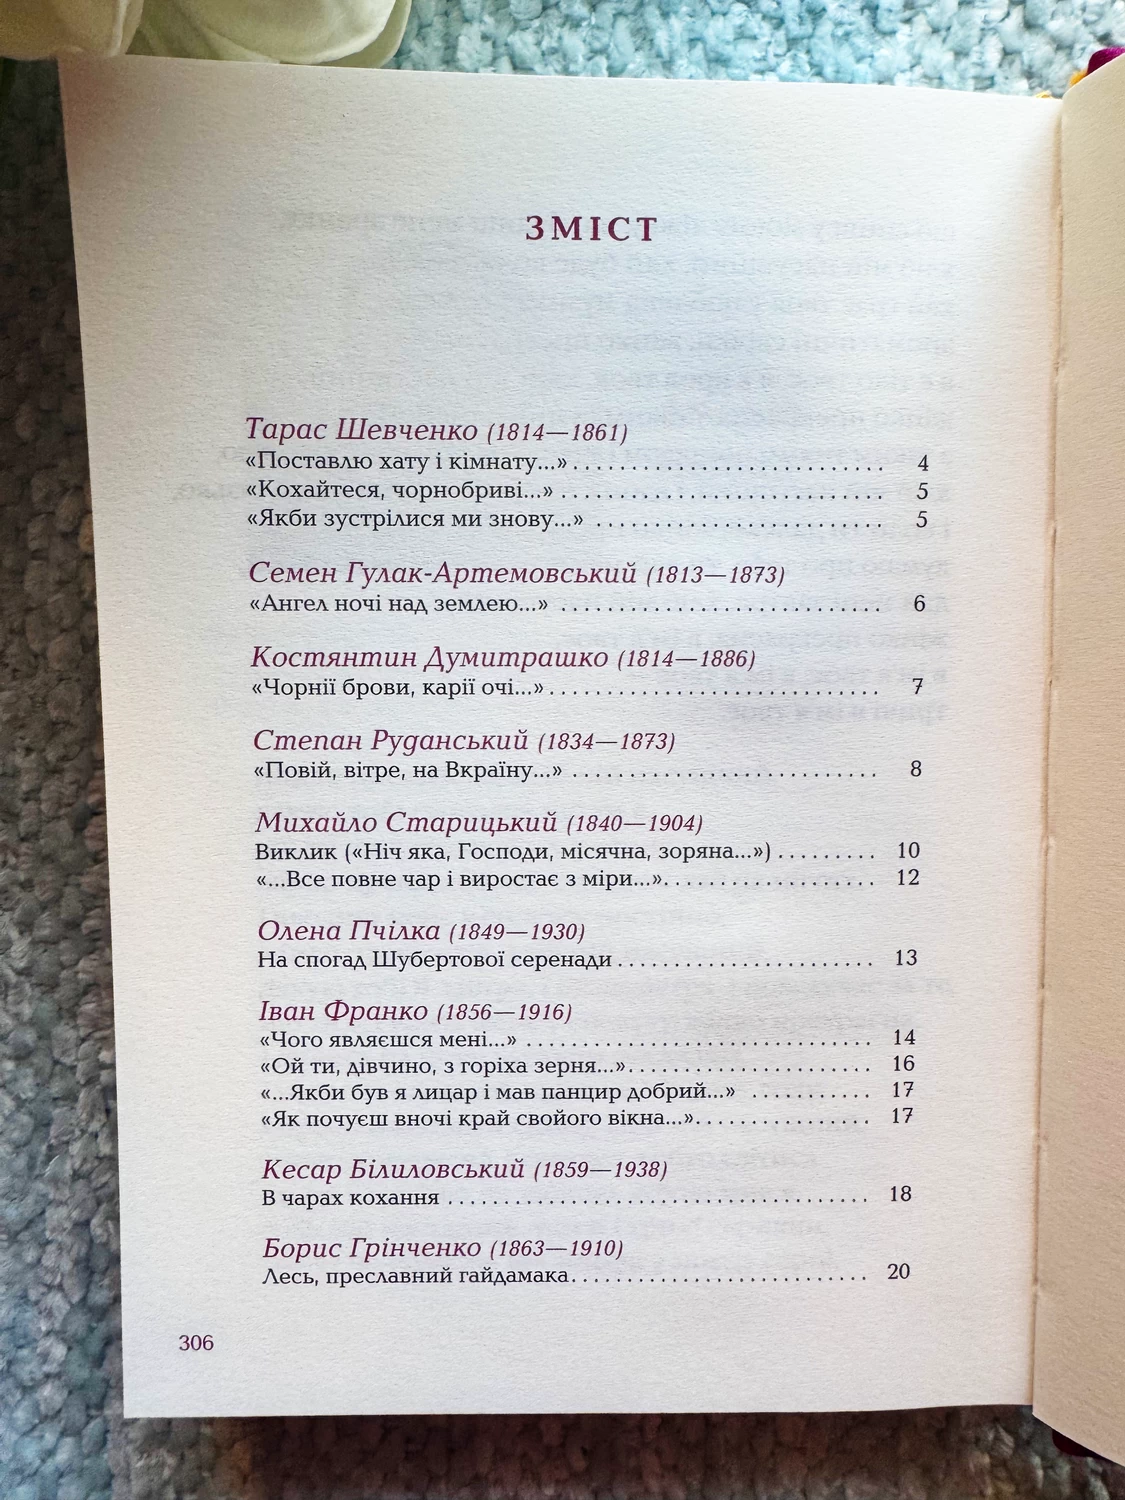 ЗМІСТ
Тарас Шевченко (1814—1861)
«Поставлю хату і кімнату...» . . . . . . . . . . . . . . . . . . . . . . . . . . 4
«Кохайтеся, чорнобриві...» . . . . . . . . . . . . . . . . . . . . . . . . . . . 5
«Якби зустрілися ми знову...» . . . . . . . . . . . . . . . . . . . . . . . . 5
Семен Гулак-Артемовський (1813—1873)
«Ангел ночі над землею...» . . . . . . . . . . . . . . . . . . . . . . . . . . . 6
Костянтин Думитрашко (1814—1886)
«Чорнії брови, карії очі...» . . . . . . . . . . . . . . . . . . . . . . . . . . . . 7
Степан Руданський (1834—1873)
«Повій, вітре, на Вкраїну...» . . . . . . . . . . . . . . . . . . . . . . . . . . 8
Михайло Старицький (1840—1904)
Виклик («Ніч яка, Господи, місячна, зоряна...») . . . . . . . . . 10
«...Все повне чар і виростає з міри...». . . . . . . . . . . . . . . . . . . 12
Олена Пчілка (1849—1930)
На спогад Шубертової серенади . . . . . . . . . . . . . . . . . . . . . . . 13
Іван Франко (1856—1916)
«Чого являєшся мені...» . . . . . . . . . . . . . . . . . . . . . . . . . . . . . . 14
«Ой ти, дівчино, з горіха зерня...». . . . . . . . . . . . . . . . . . . . . . 16
«...Якби був я лицар і мав панцир добрий...» . . . . . . . . . . . 17
«Як почуєш вночі край свойого вікна...». . . . . . . . . . . . . . . . 17
Кесар Білиловський (1859—1938)
В чарах кохання . . . . . . . . . . . . . . . . . . . . . . . . . . . . . . . . . . . . . 18
Борис Грінченко (1863—1910)
Лесь, преславний гайдамака. . . . . . . . . . . . . . . . . . . . . . . . . . . 20
306